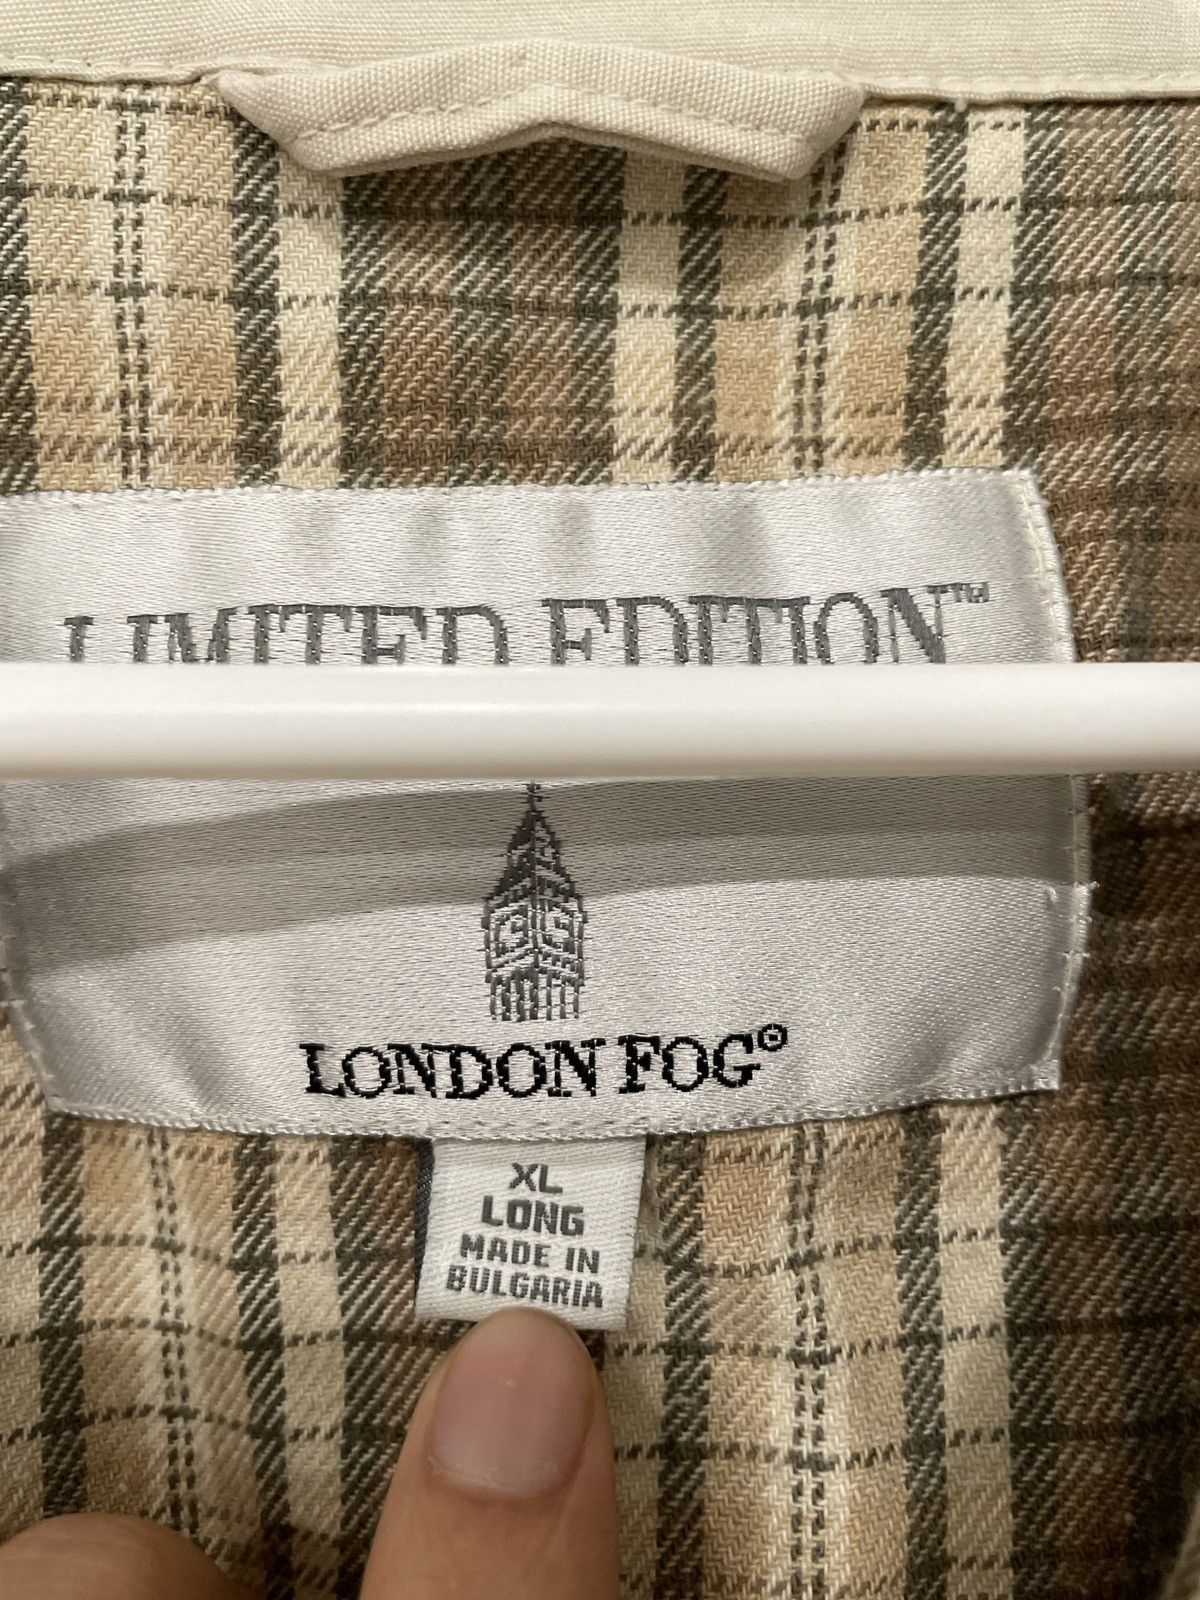 LIMITED EDITION™
LONDON FOG®
XL
LONG
MADE IN
BULGARIA